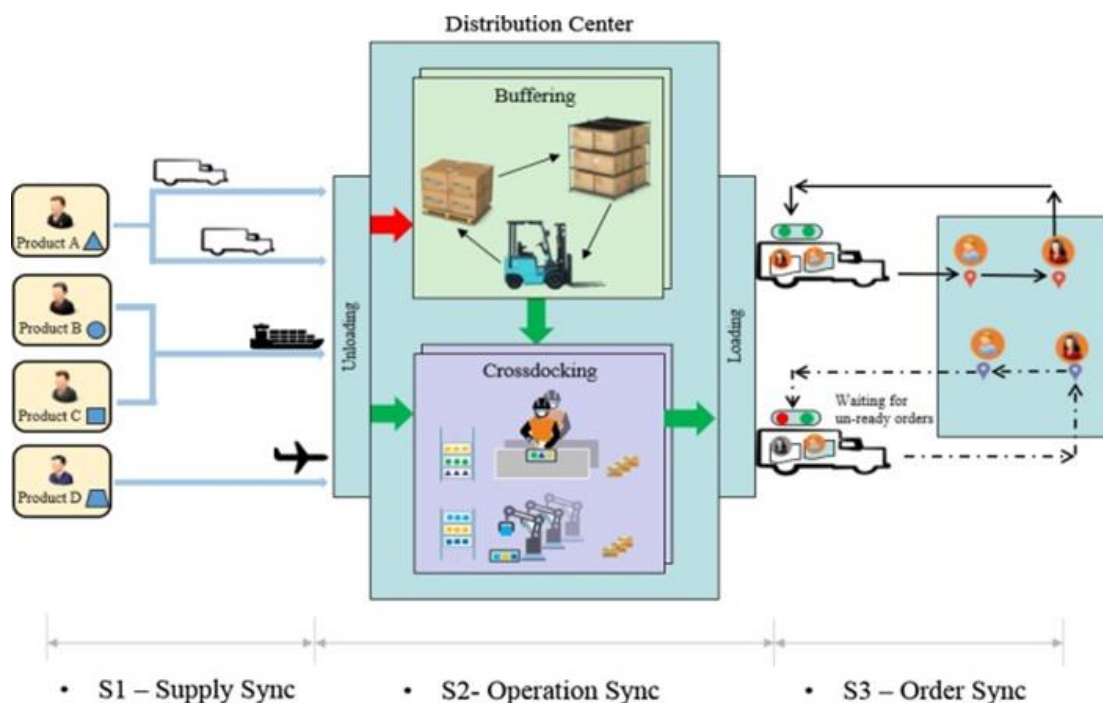 Distribution Center
Buffering
Product A
Product B
Product C
Product D
Unloading
Crossdocking
Loading
Waiting for
un-ready orders
• S1 – Supply Sync
• S2- Operation Sync
• S3 – Order Sync